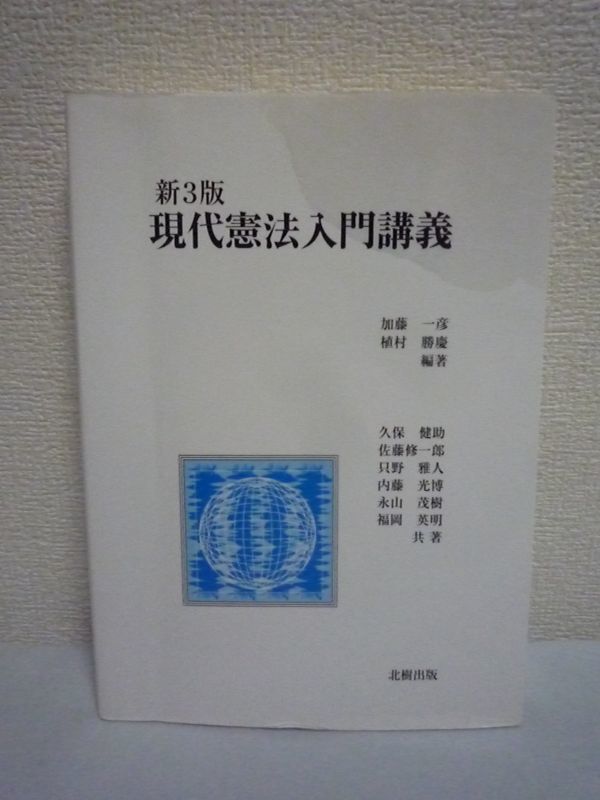 新3版
現代憲法入門講義
加藤 一彦
植村 勝慶
編著
久保 健助
佐藤修一郎
只野 雅人
内藤 光博
永山 茂樹
福岡 英明
共著
北樹出版